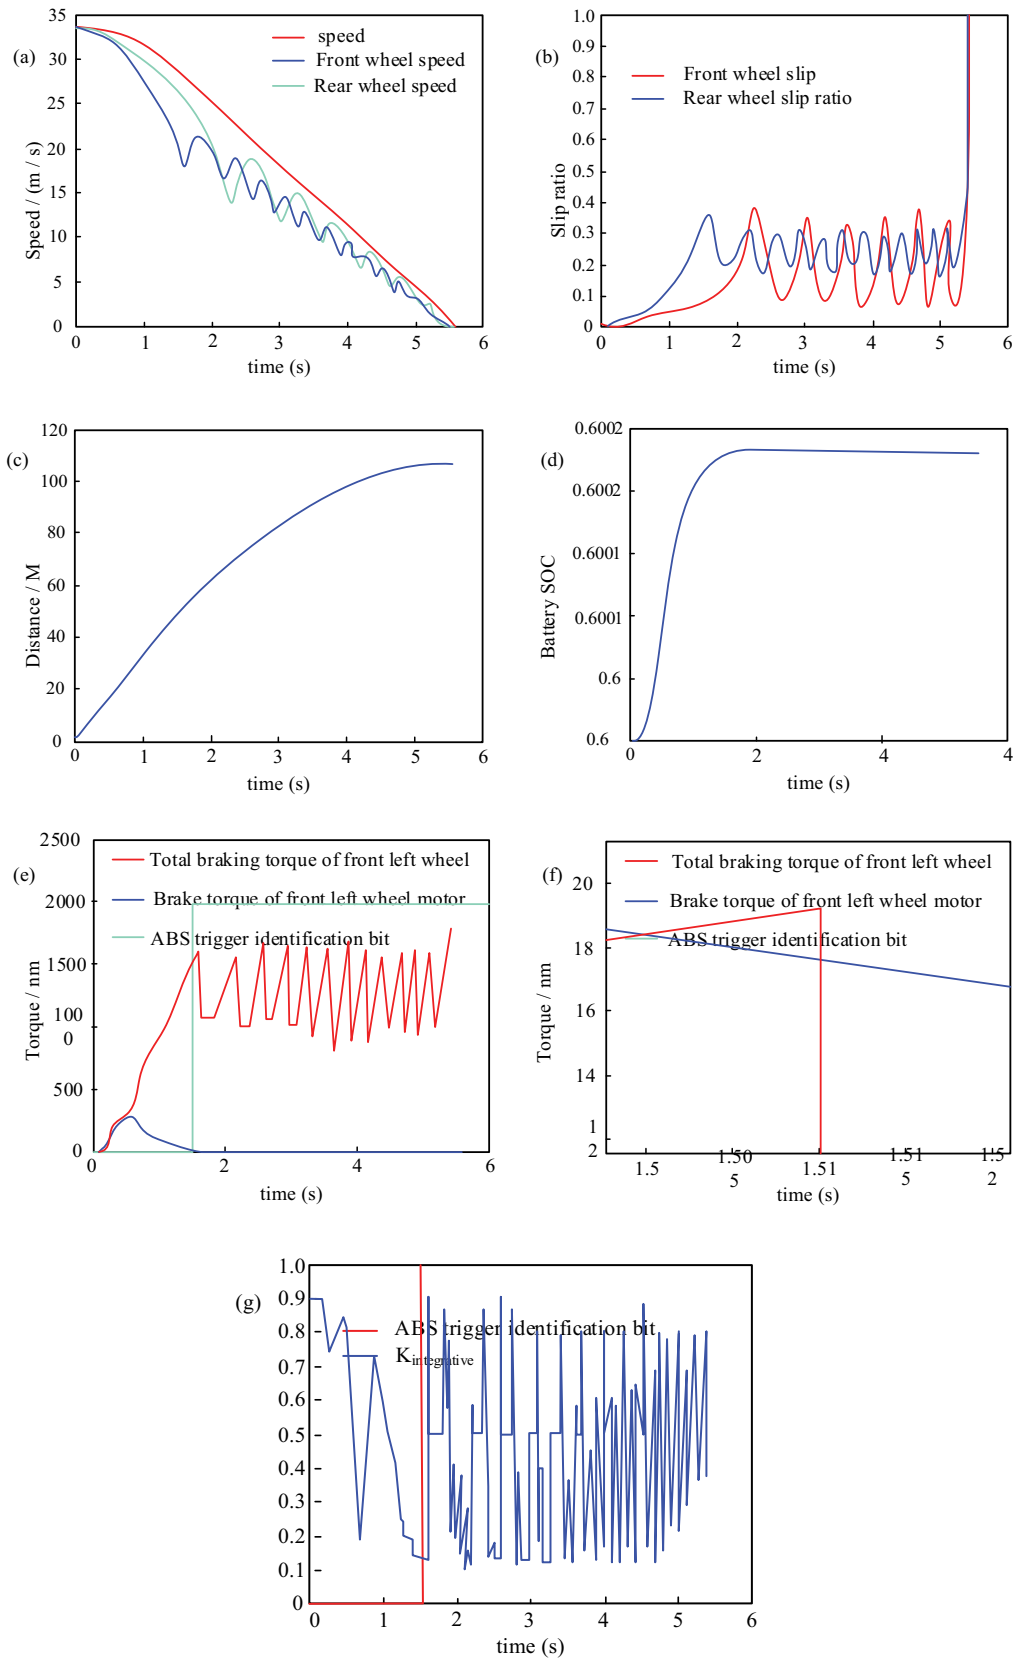 (a)
35
30
25
20
15
10
5
0
Speed / (m / s)
speed
Front wheel speed
Rear wheel speed
0 1 2 3 4 5 6
time (s)
(b)
1.0
0.9
0.8
0.7
0.6
0.5
0.4
0.3
0.2
0.1
0
Slip ratio
Front wheel slip
Rear wheel slip ratio
0 1 2 3 4 5 6
time (s)
(c)
120
100
80
60
40
20
0
Distance / M
0 1 2 3 4 5 6
time (s)
(d)
0.6002
0.6002
0.6001
0.6001
0.6
0.6
Battery SOC
0 2 4 4
time (s)
(e)
2500
2000
1500
100
0
500
0
Torque / nm
Total braking torque of front left wheel
Brake torque of front left wheel motor
ABS trigger identification bit
0 2 4 6
time (s)
(f)
20
18
16
14
1
2
Torque / nm
Total braking torque of front left wheel
Brake torque of front left wheel motor
ABS trigger identification bit
1.5 1.50 1.51 1.51 1.5
5 5 2
time (s)
(g)
1.0
0.9
0.8
0.7
0.6
0.5
0.4
0.3
0.2
0.1
0
ABS trigger identification bit
Kintegrative
0 1 2 3 4 5 6
time (s)